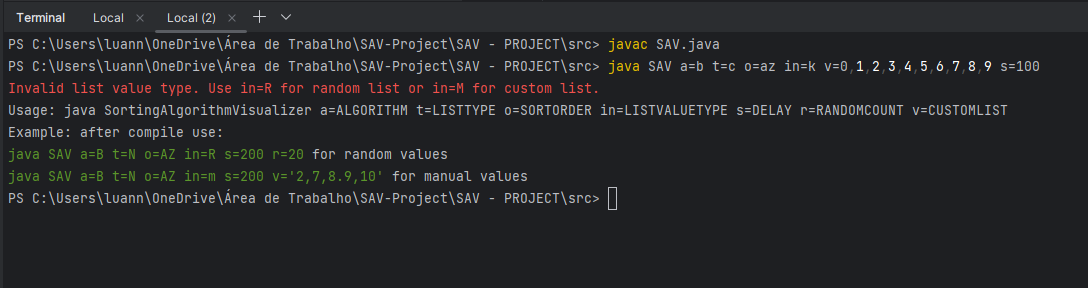 Terminal Local × Local (2) ×
PS C:\Users\luann\OneDrive\Área de Trabalho\SAV-Project\SAV - PROJECT\src> javac SAV.java
PS C:\Users\luann\OneDrive\Área de Trabalho\SAV-Project\SAV - PROJECT\src> java SAV a=b t=c o=az in=k v=0,1,2,3,4,5,6,7,8,9 s=100
Invalid list value type. Use in=R for random list or in=M for custom list.
Usage: java SortingAlgorithmVisualizer a=ALGORITHM t=LISTTYPE o=SORTORDER in=LISTVALUETYPE s=DELAY r=RANDOMCOUNT v=CUSTOMLIST
Example: after compile use:
java SAV a=B t=N o=AZ in=R s=200 r=20 for random values
java SAV a=B t=N o=AZ in=m s=200 v='2,7,8.9,10' for manual values
PS C:\Users\luann\OneDrive\Área de Trabalho\SAV-Project\SAV - PROJECT\src>